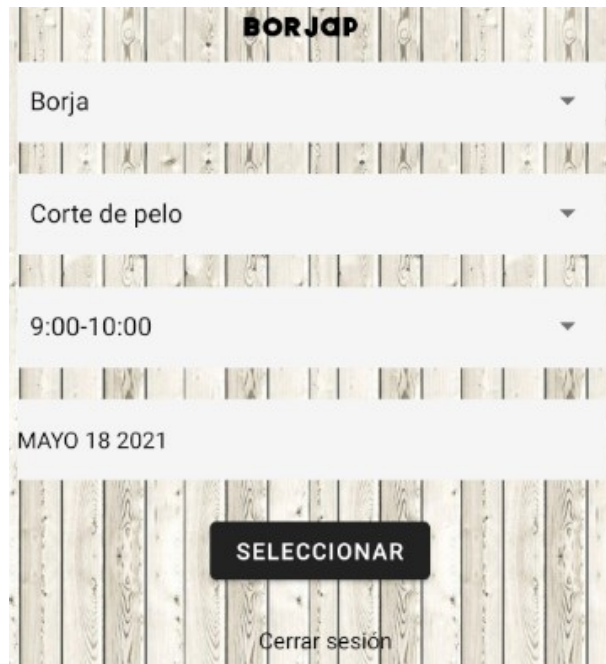 BORJAP
Borja
Corte de pelo
9:00-10:00
MAYO 18 2021
SELECCIONAR
Cerrar sesión